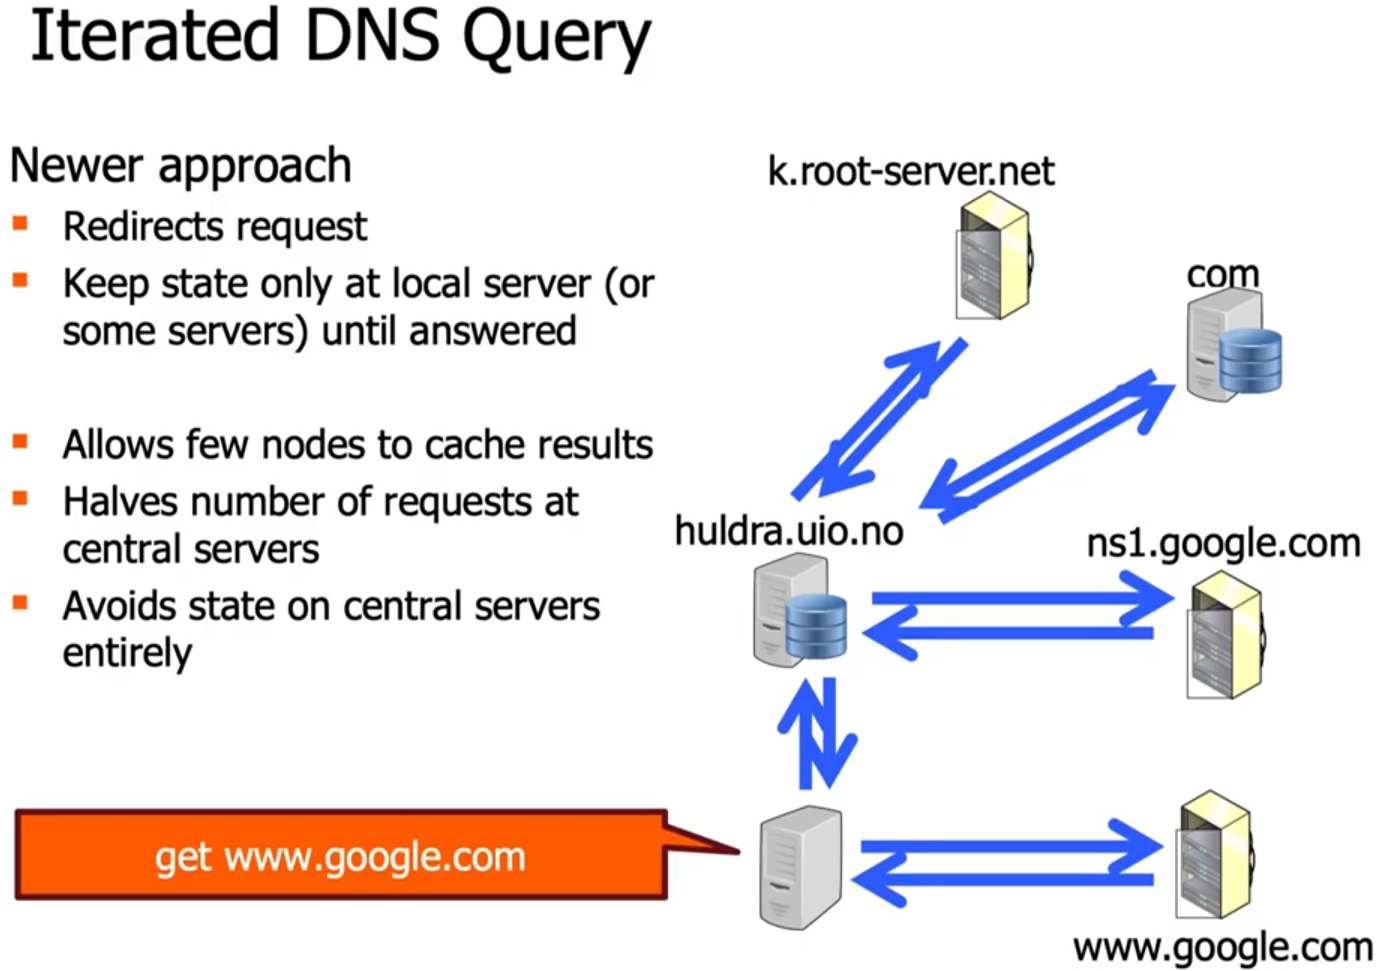 Iterated DNS Query
Newer approach
Redirects request
Keep state only at local server (or
some servers) until answered
Allows few nodes to cache results
Halves number of requests at
central servers
Avoids state on central servers
entirely
k.root-server.net
com
huldra.uio.no
ns1.google.com
get www.google.com
www.google.com